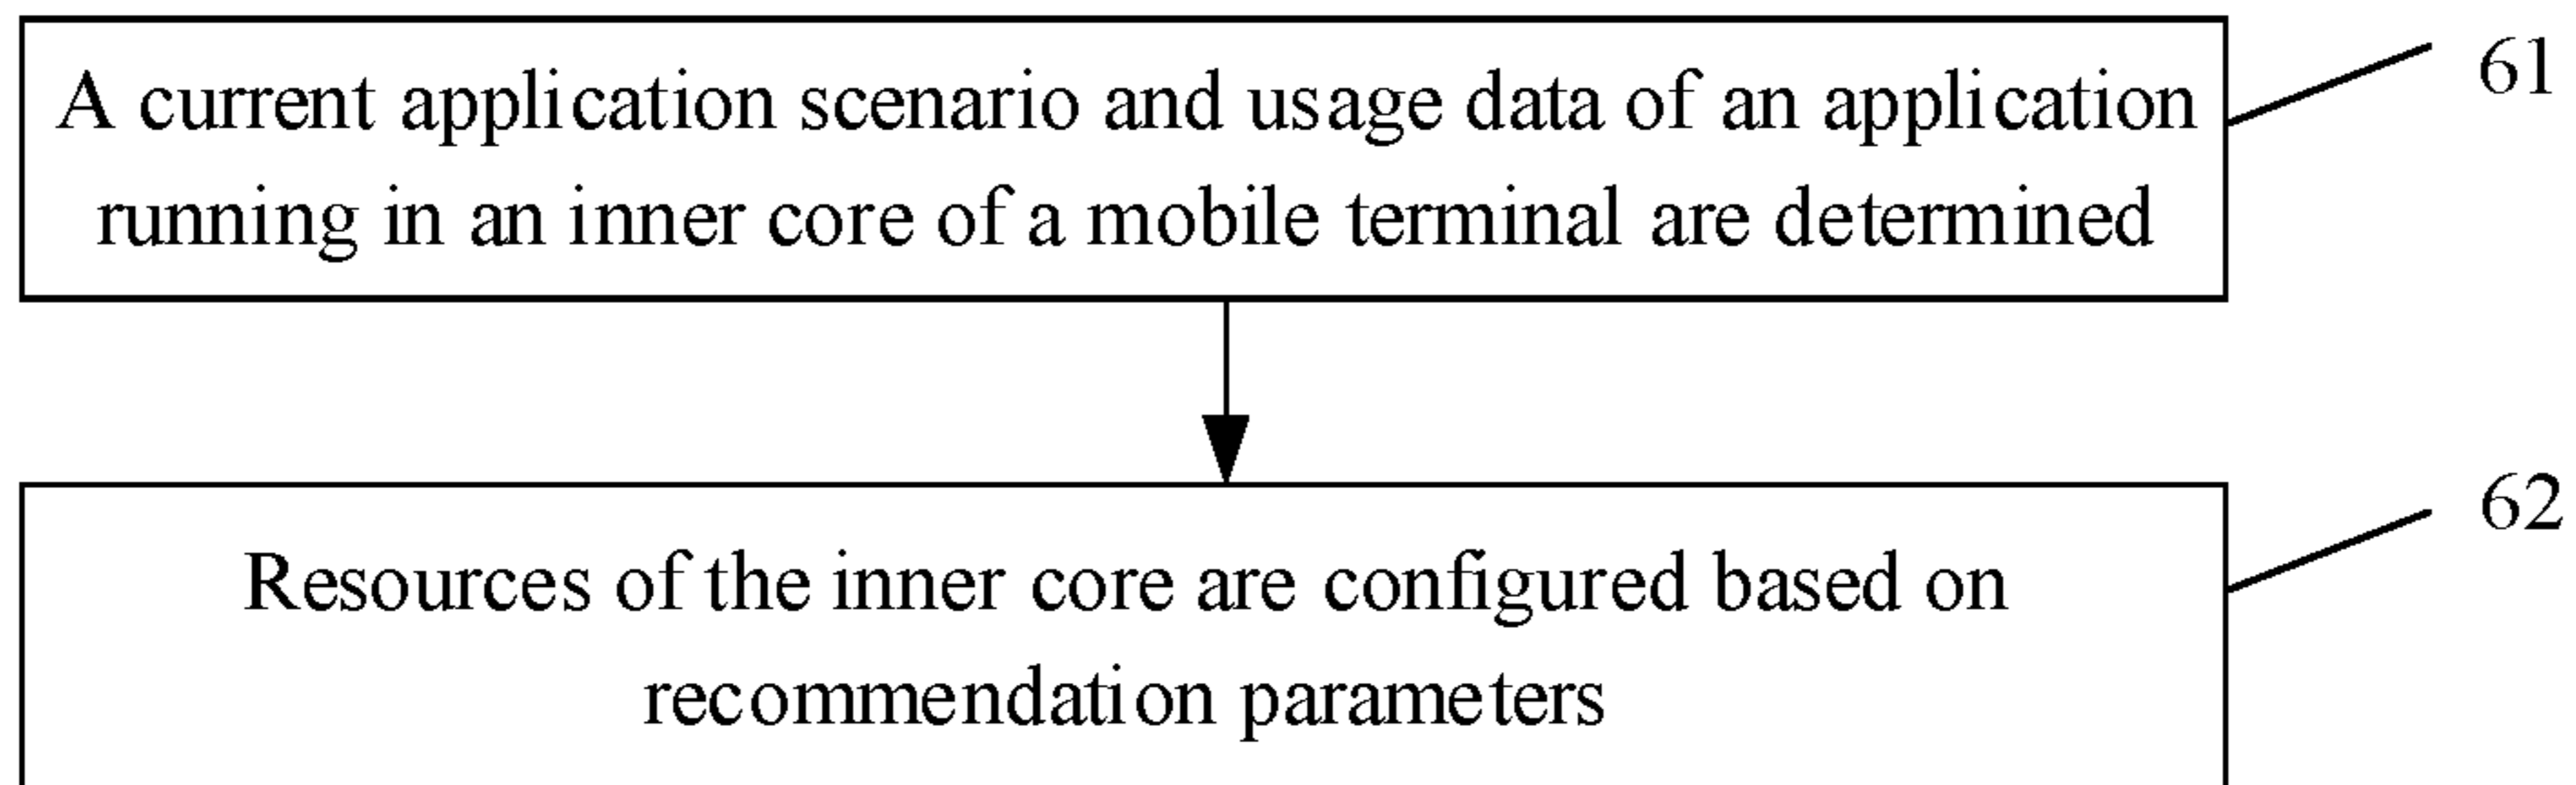 A current application scenario and usage data of an application
running in an inner core of a mobile terminal are determined
61
Resources of the inner core are configured based on
recommendation parameters
62